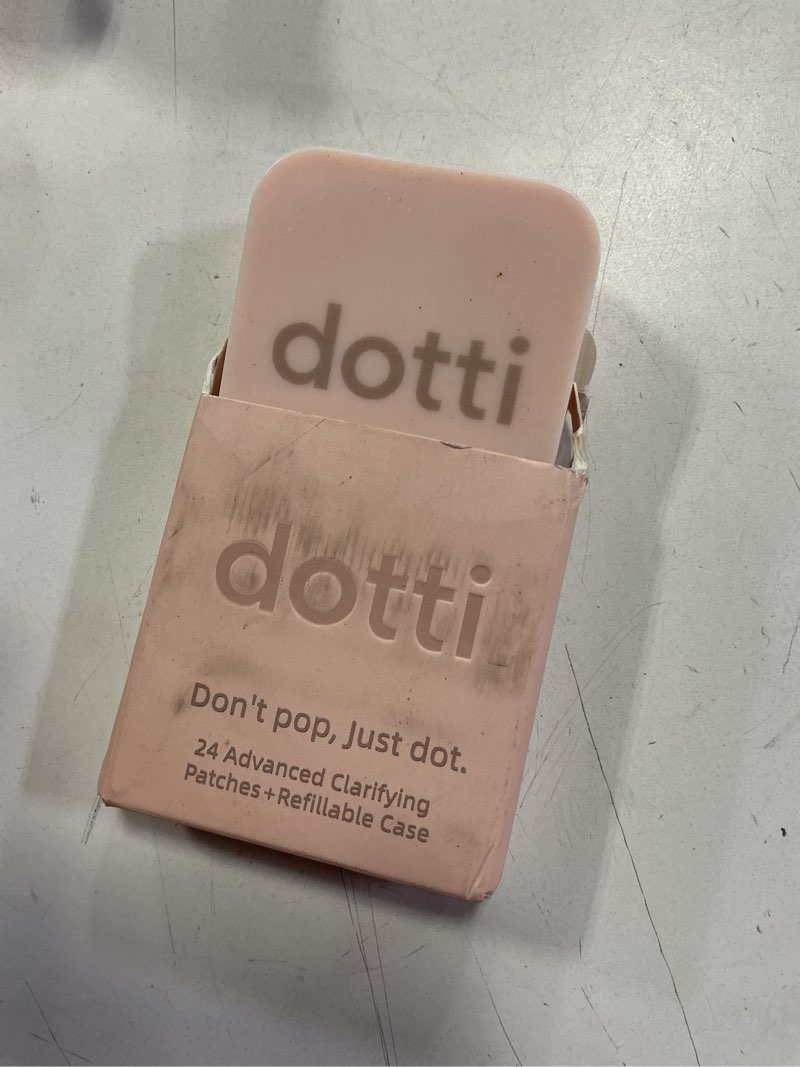 dotti
dotti
Don't pop, Just dot.
24 Advanced Clarifying
Patches+Refillable Case